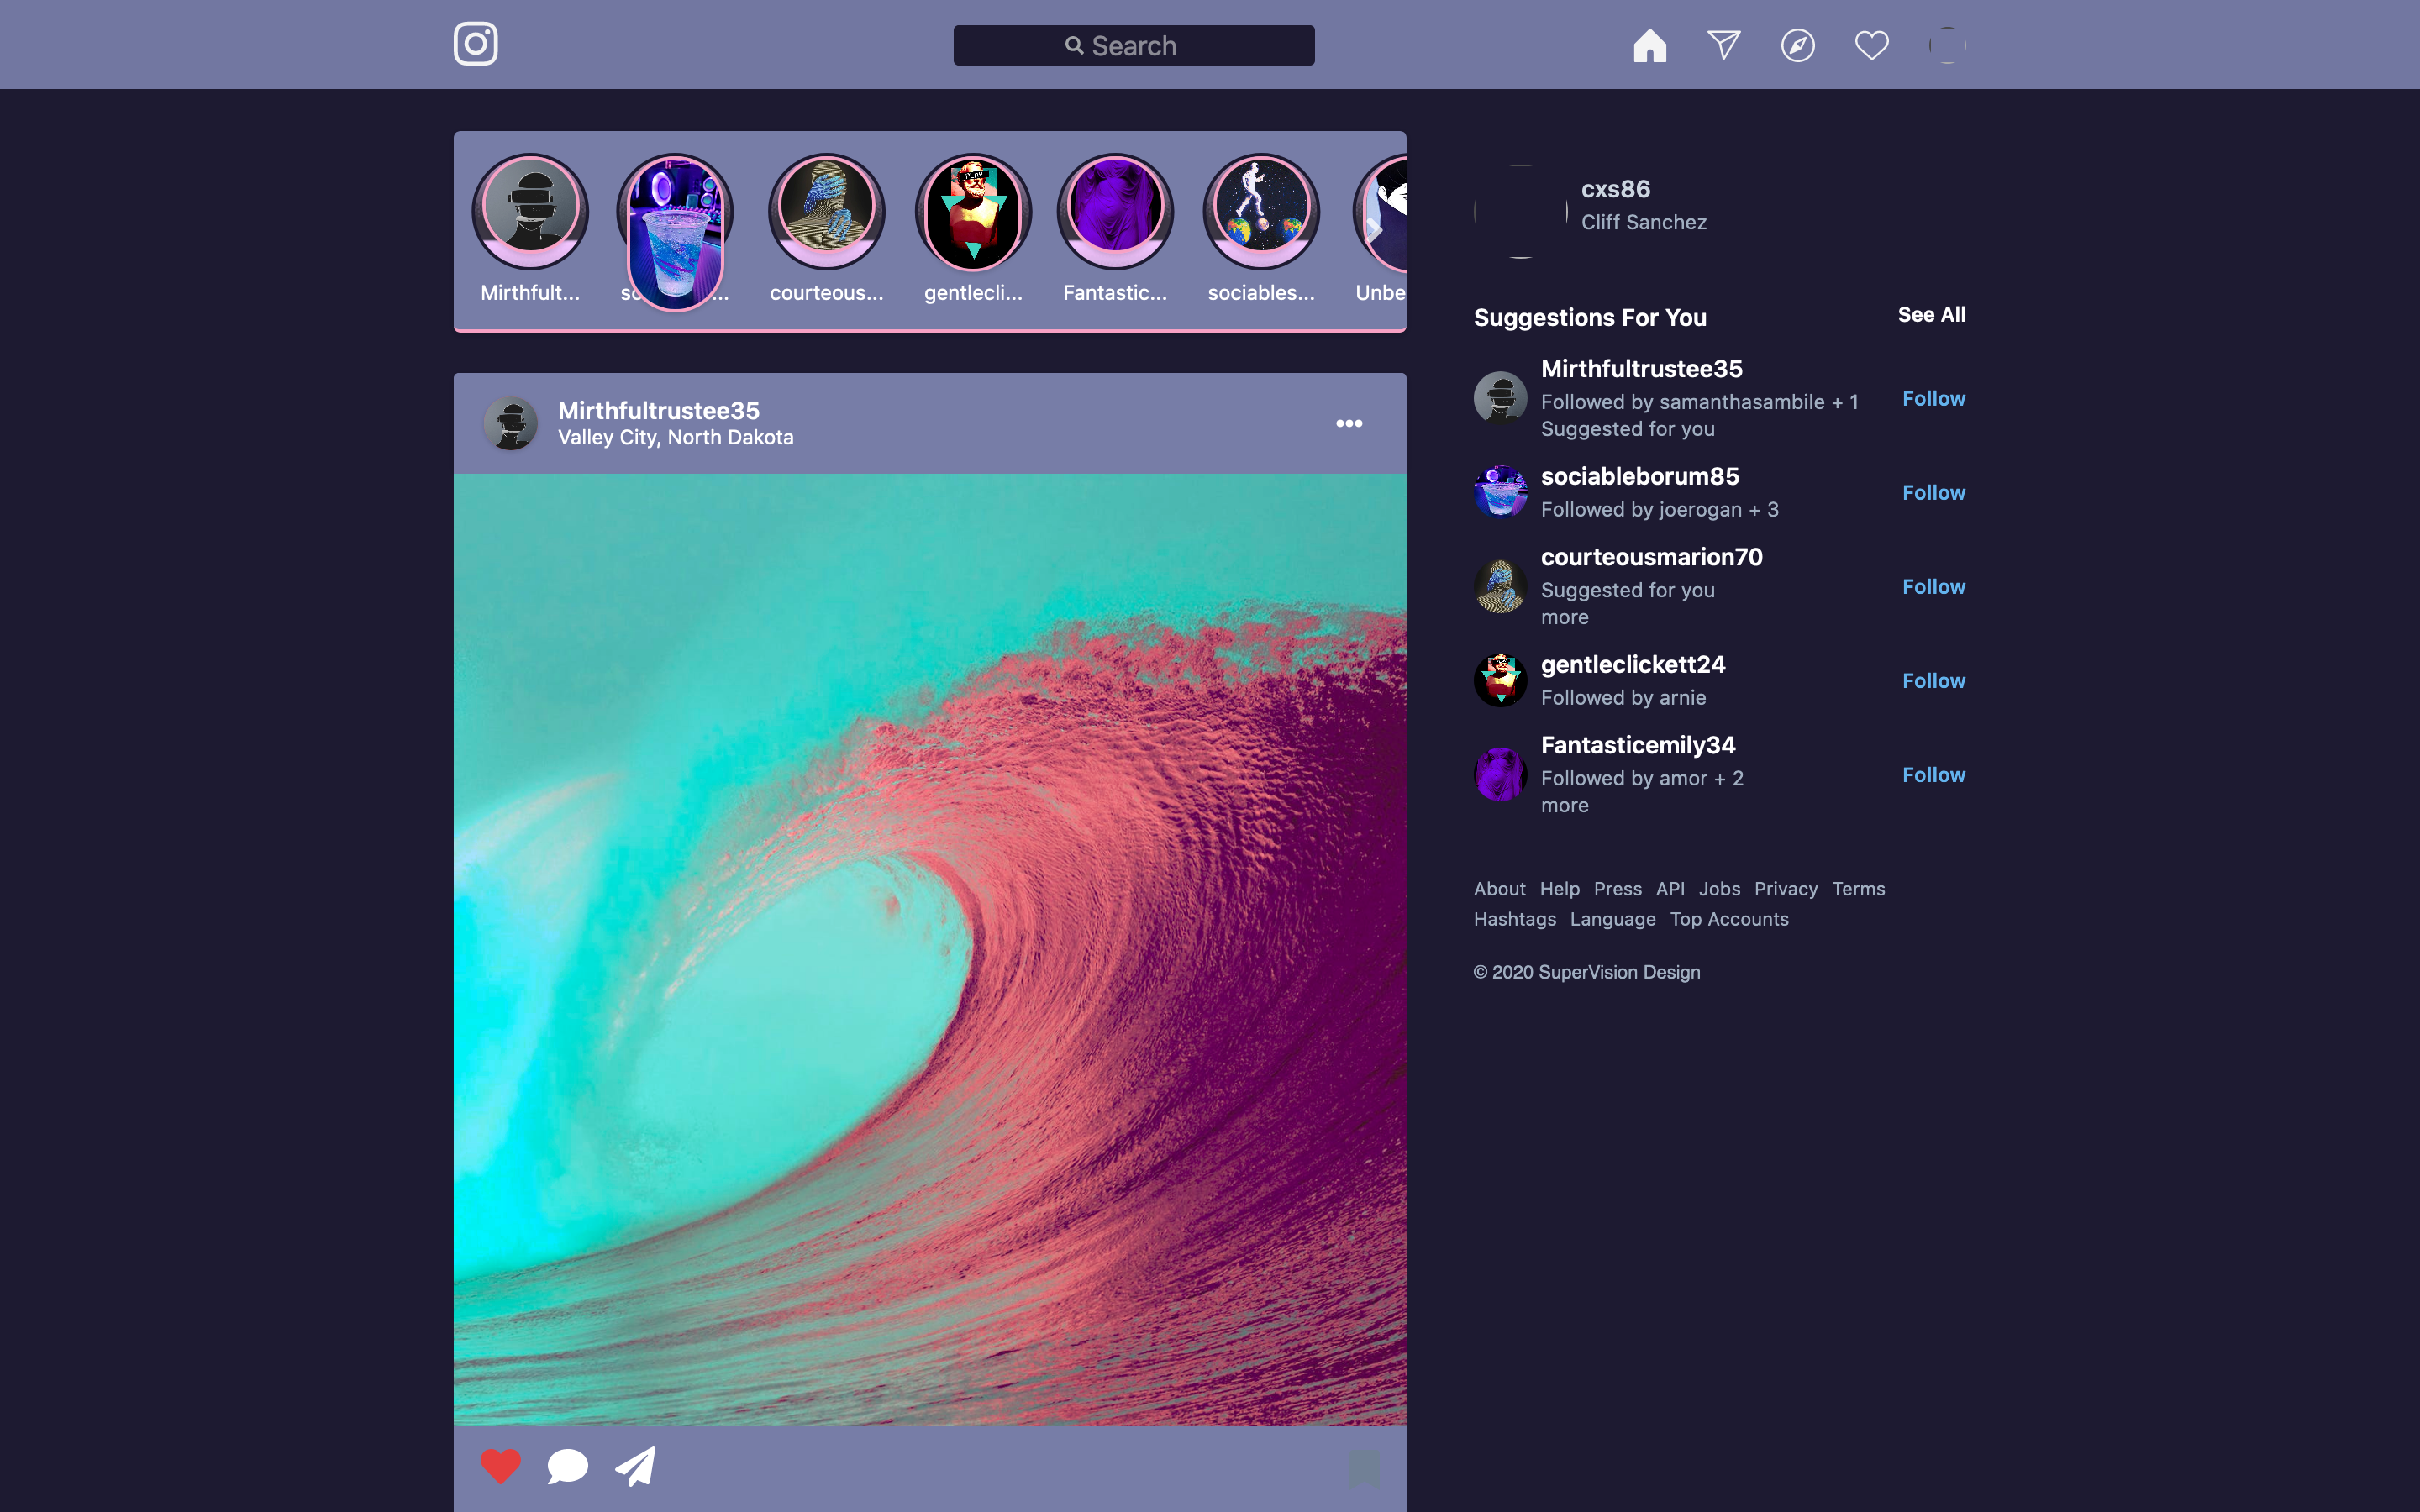 Search
Mirthfult...
so...
courteous...
gentlecli...
Fantastic...
sociables...
Unbe
PLAY
Mirthfultrustee35
Valley City, North Dakota
cxs86
Cliff Sanchez
Suggestions For You
See All
Mirthfultrustee35
Followed by samanthasambile + 1
Suggested for you
Follow
sociableborum85
Followed by joerogan + 3
Follow
courteousmarion70
Suggested for you
more
Follow
gentleclickett24
Followed by arnie
Follow
Fantasticemily34
Followed by amor + 2
more
Follow
About Help Press API Jobs Privacy Terms
Hashtags Language Top Accounts
© 2020 SuperVision Design